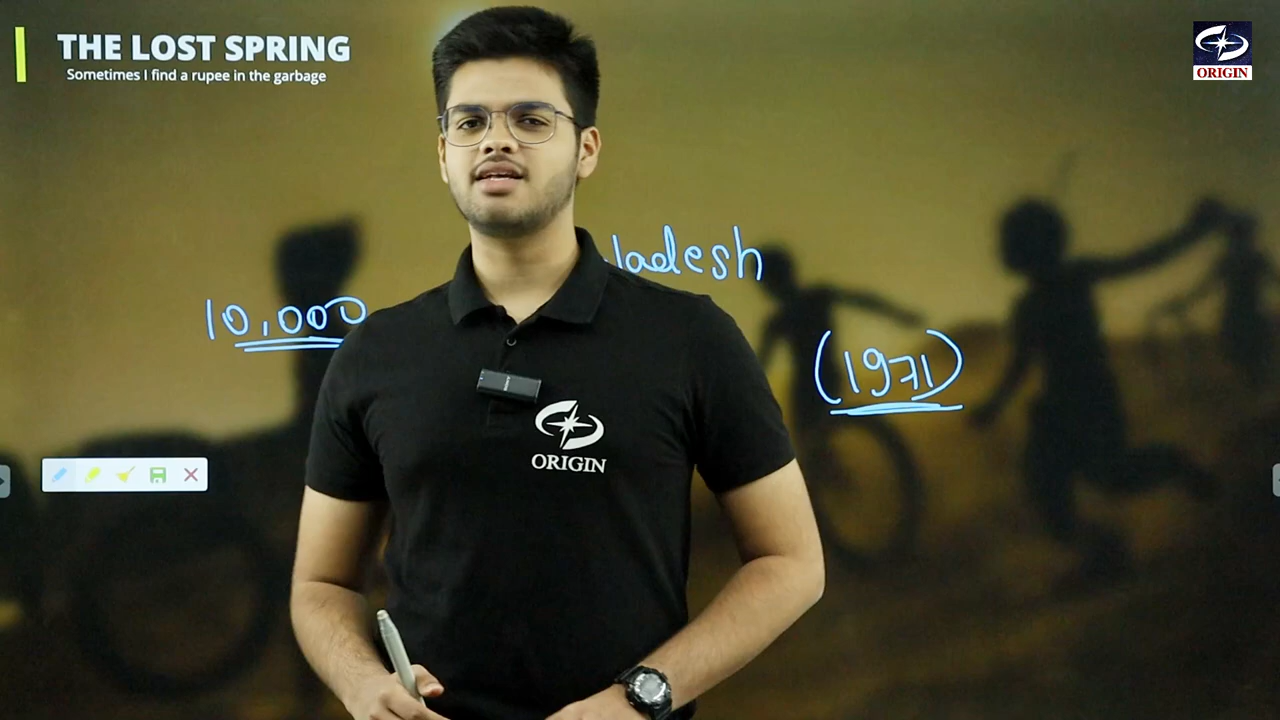 THE LOST SPRING
Sometimes I find a rupee in the garbage
ORIGIN
ladesh
10,000
(1971)
ORIGIN